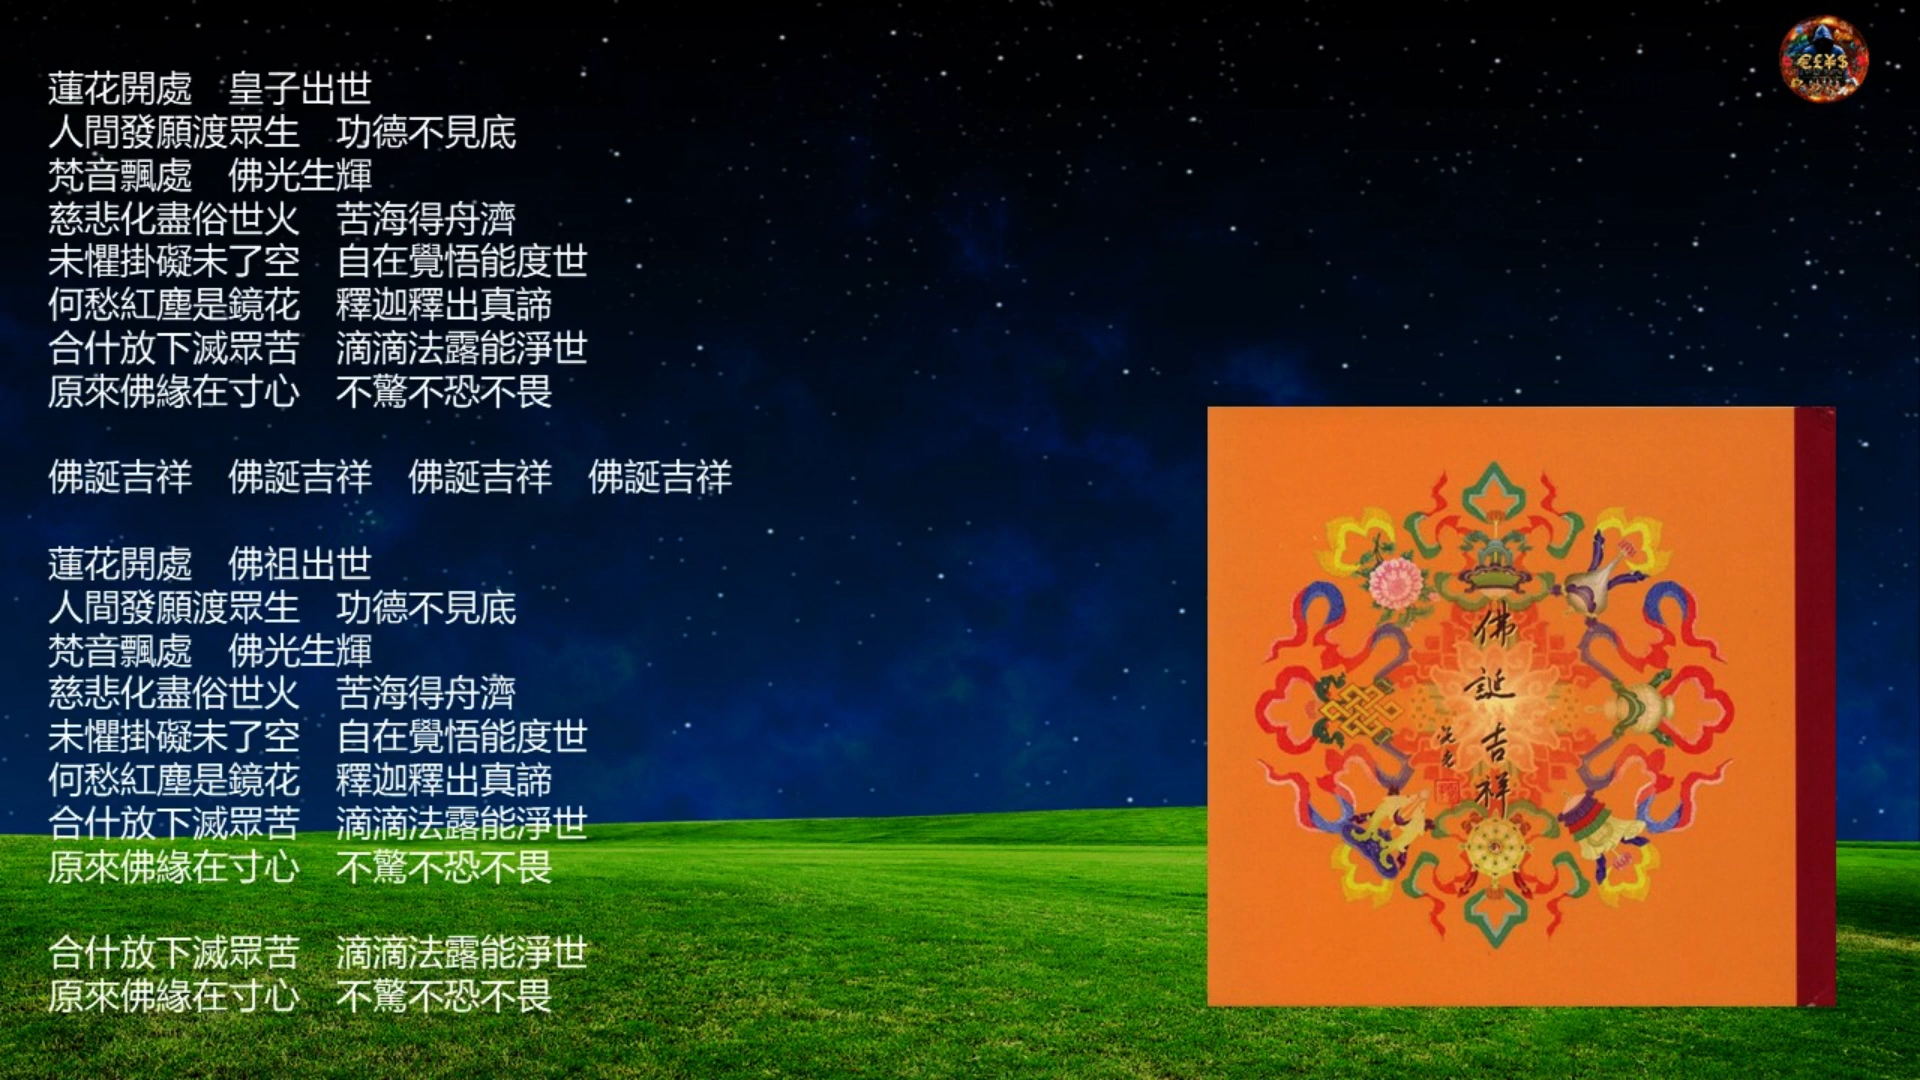 蓮花開處　皇子出世
人間發願渡眾生　功德不見底
梵音飄處　佛光生輝
慈悲化盡俗世火　苦海得舟濟
未懼掛礙未了空　自在覺悟能度世
何愁紅塵是鏡花　釋迦釋出真諦
合什放下滅眾苦　滴滴法露能淨世
原來佛緣在寸心　不驚不恐不畏
佛誕吉祥　佛誕吉祥　佛誕吉祥　佛誕吉祥
蓮花開處　佛祖出世
人間發願渡眾生　功德不見底
梵音飄處　佛光生輝
慈悲化盡俗世火　苦海得舟濟
未懼掛礙未了空　自在覺悟能度世
何愁紅塵是鏡花　釋迦釋出真諦
合什放下滅眾苦　滴滴法露能淨世
原來佛緣在寸心　不驚不恐不畏
合什放下滅眾苦　滴滴法露能淨世
原來佛緣在寸心　不驚不恐不畏
€£¥$
佛誕吉祥